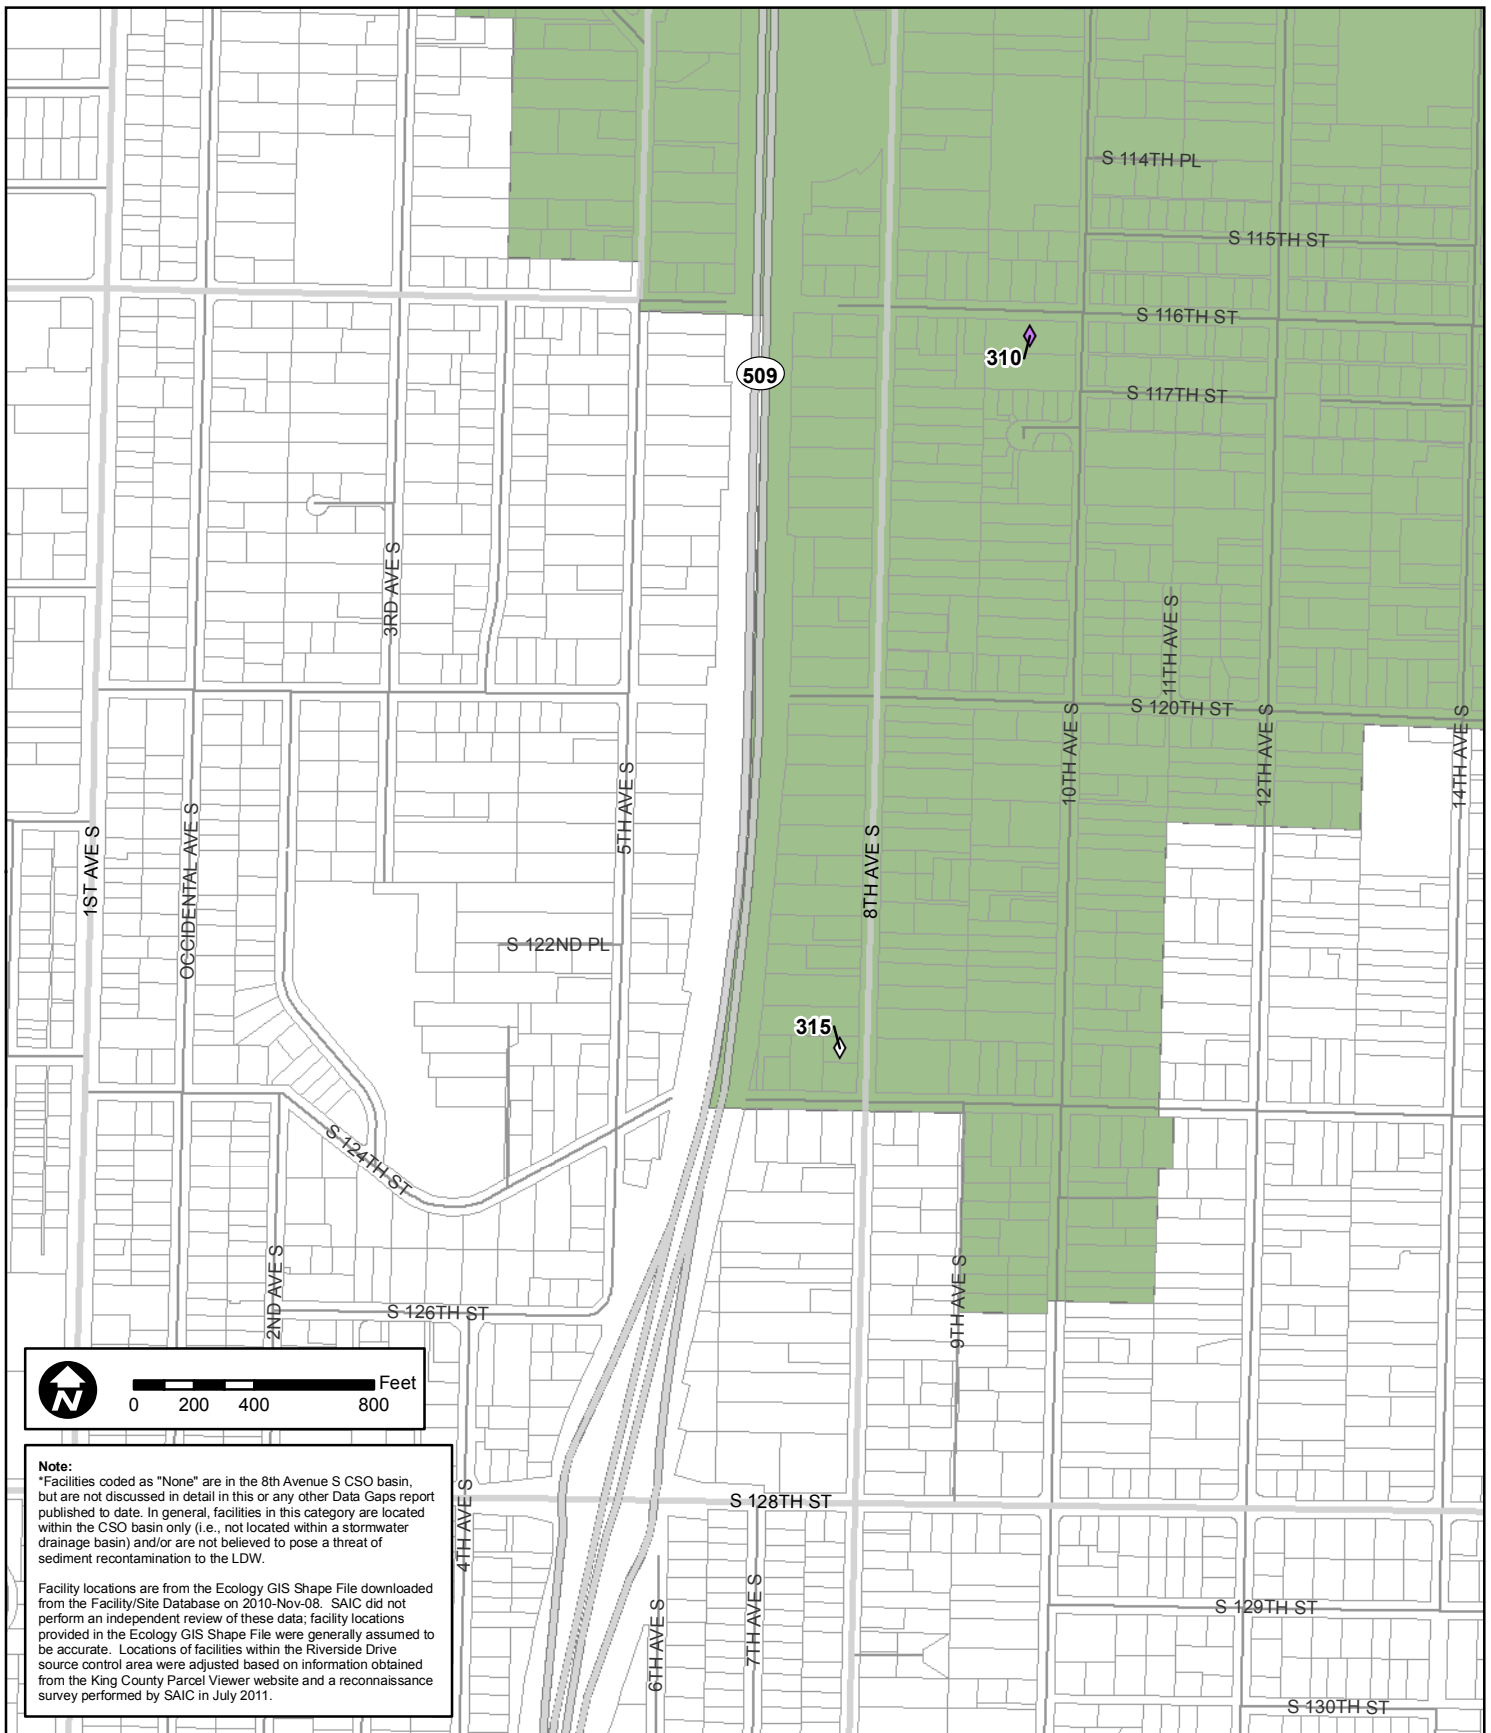 S 114TH PL
S 115TH ST
S 116TH ST
310
509
S 117TH ST
3RD AVE S
11TH AVE S
S 120TH ST
10TH AVE S
12TH AVE S
14TH AVE S
5TH AVE S
1ST AVE S
OCCIDENTAL AVE S
8TH AVE S
S 122ND PL
315
S 124TH ST
2ND AVE S
9TH AVE S
S 126TH ST
N
Feet
0 200 400 800
Note:
*Facilities coded as "None" are in the 8th Avenue S CSO basin,
but are not discussed in detail in this or any other Data Gaps report
published to date. In general, facilities in this category are located
within the CSO basin only (i.e., not located within a stormwater
drainage basin) and/or are not believed to pose a threat of
sediment recontamination to the LDW.
Facility locations are from the Ecology GIS Shape File downloaded
from the Facility/Site Database on 2010-Nov-08. SAIC did not
perform an independent review of these data; facility locations
provided in the Ecology GIS Shape File were generally assumed to
be accurate. Locations of facilities within the Riverside Drive
source control area were adjusted based on information obtained
from the King County Parcel Viewer website and a reconnaissance
survey performed by SAIC in July 2011.
4TH AVE S
S 128TH ST
6TH AVE S
7TH AVE S
S 129TH ST
S 130TH ST